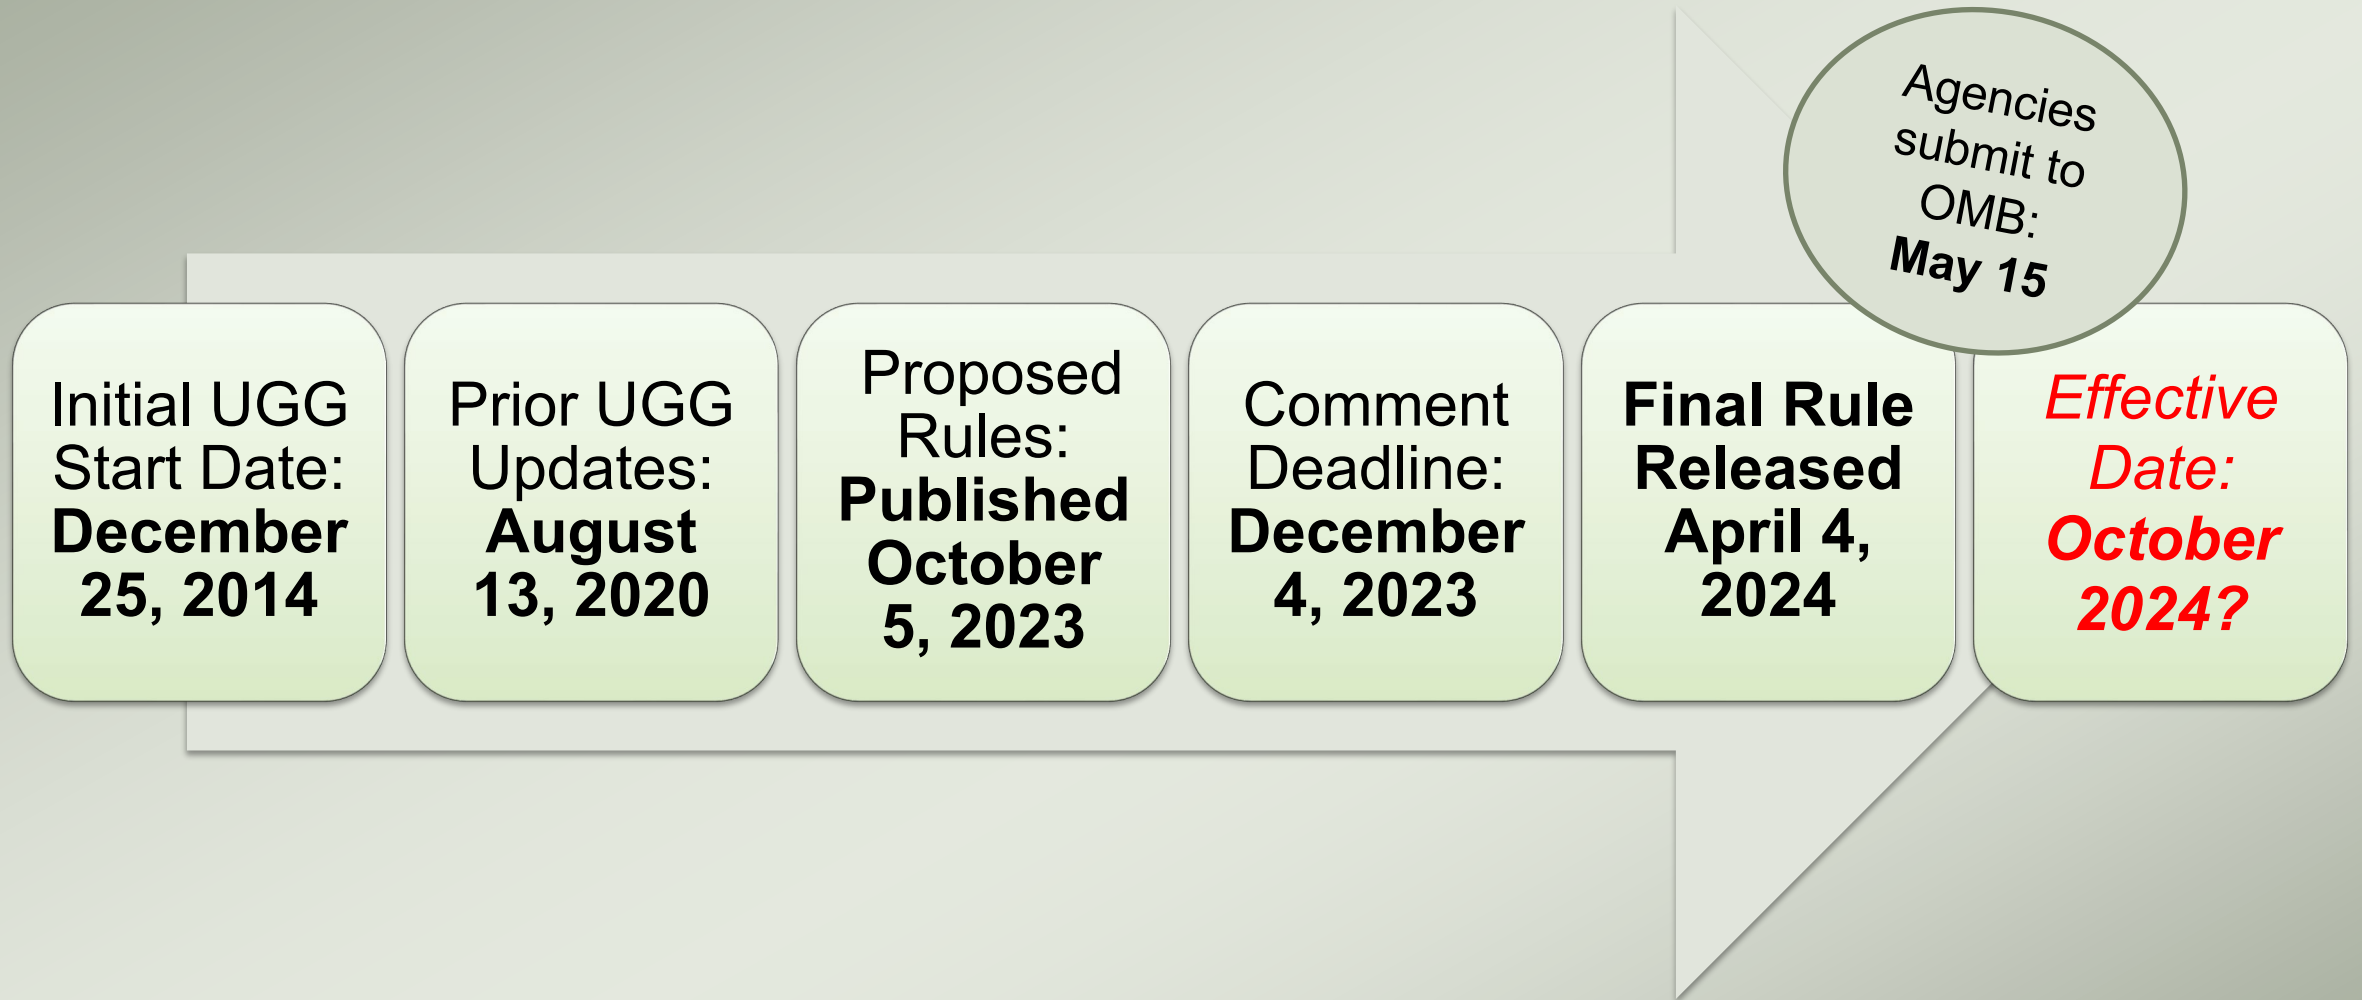 Agencies
submit to
OMB:
May 15
Initial UGG
Start Date:
December
25, 2014
Prior UGG
Updates:
August
13, 2020
Proposed
Rules:
Published
October
5, 2023
Comment
Deadline:
December
4, 2023
Final Rule
Released
April 4,
2024
Effective
Date:
October
2024?